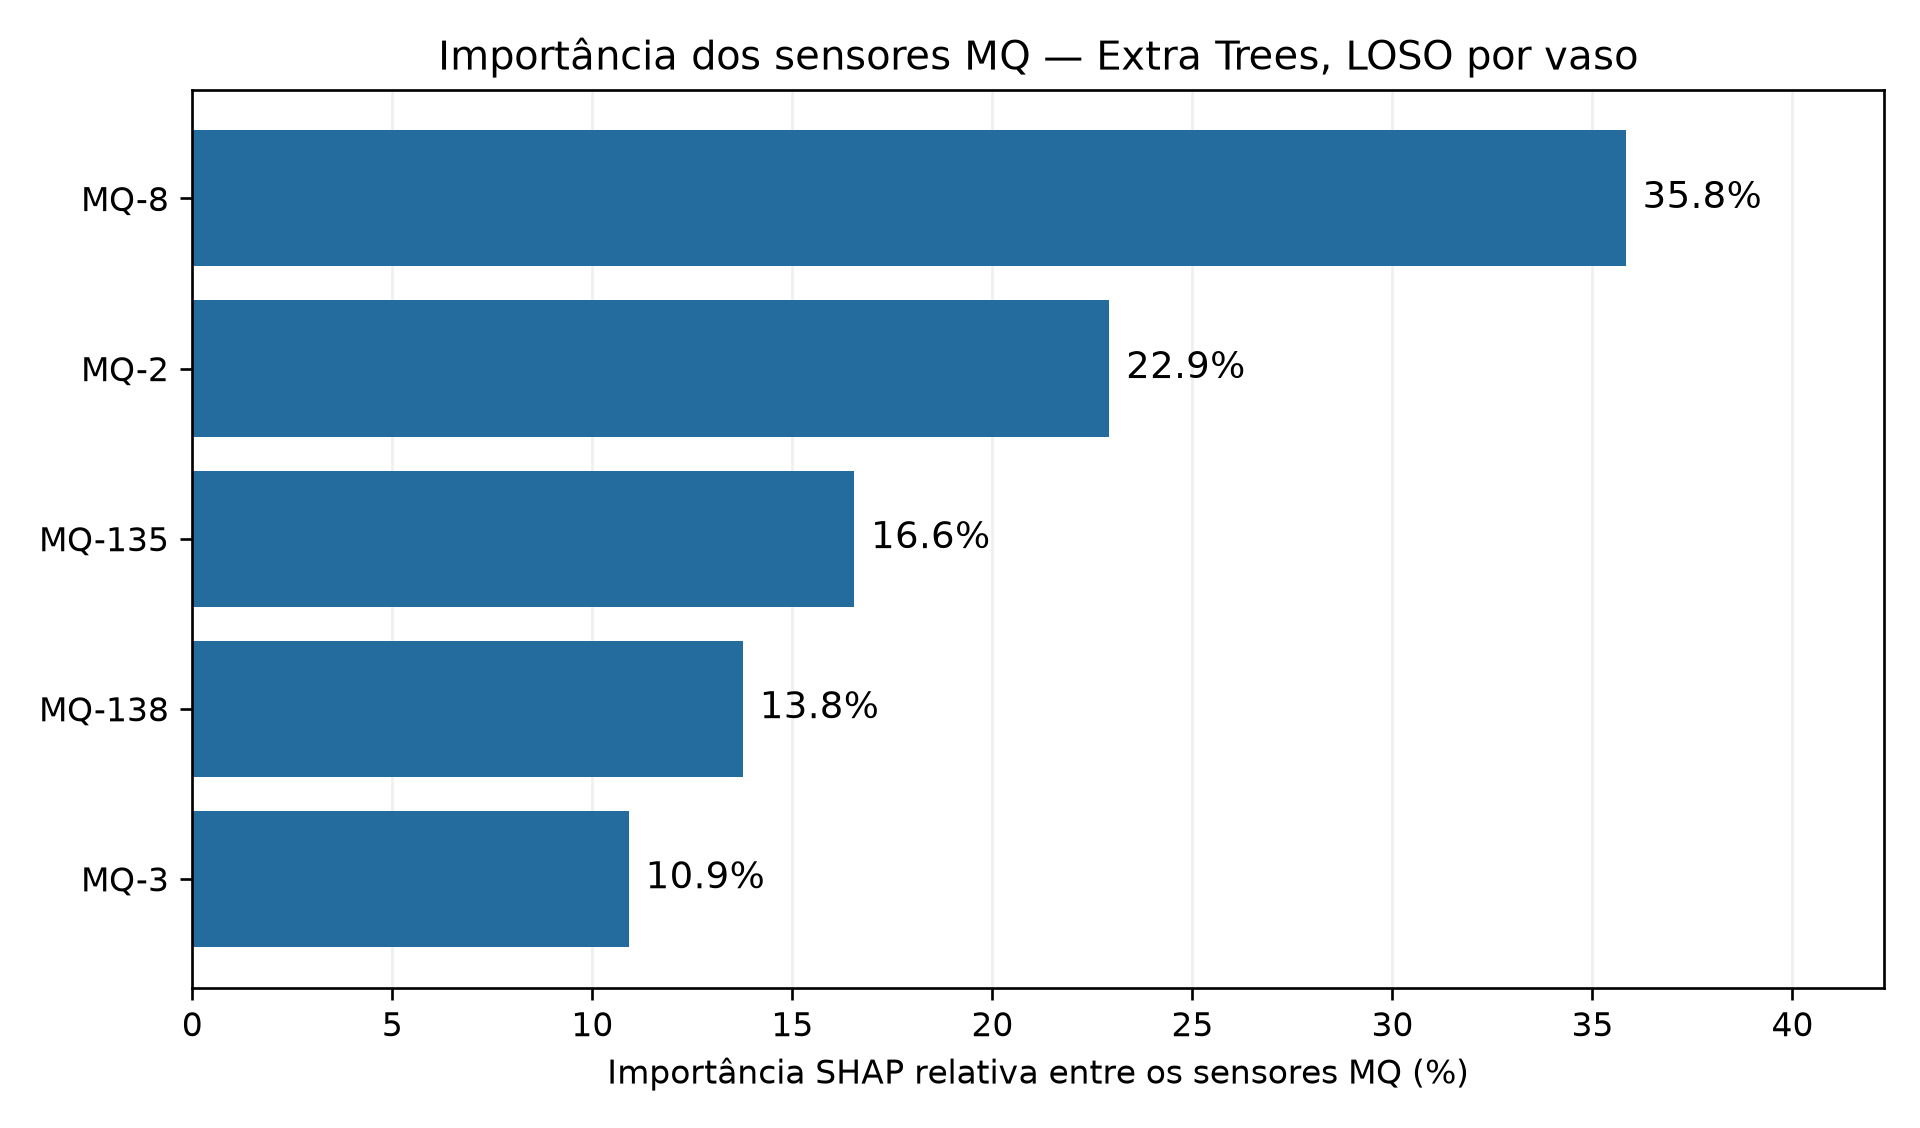 Importância dos sensores MQ — Extra Trees, LOSO por vaso
MQ-8
35.8%
MQ-2
22.9%
MQ-135
16.6%
MQ-138
13.8%
MQ-3
10.9%
0 5 10 15 20 25 30 35 40
Importância SHAP relativa entre os sensores MQ (%)